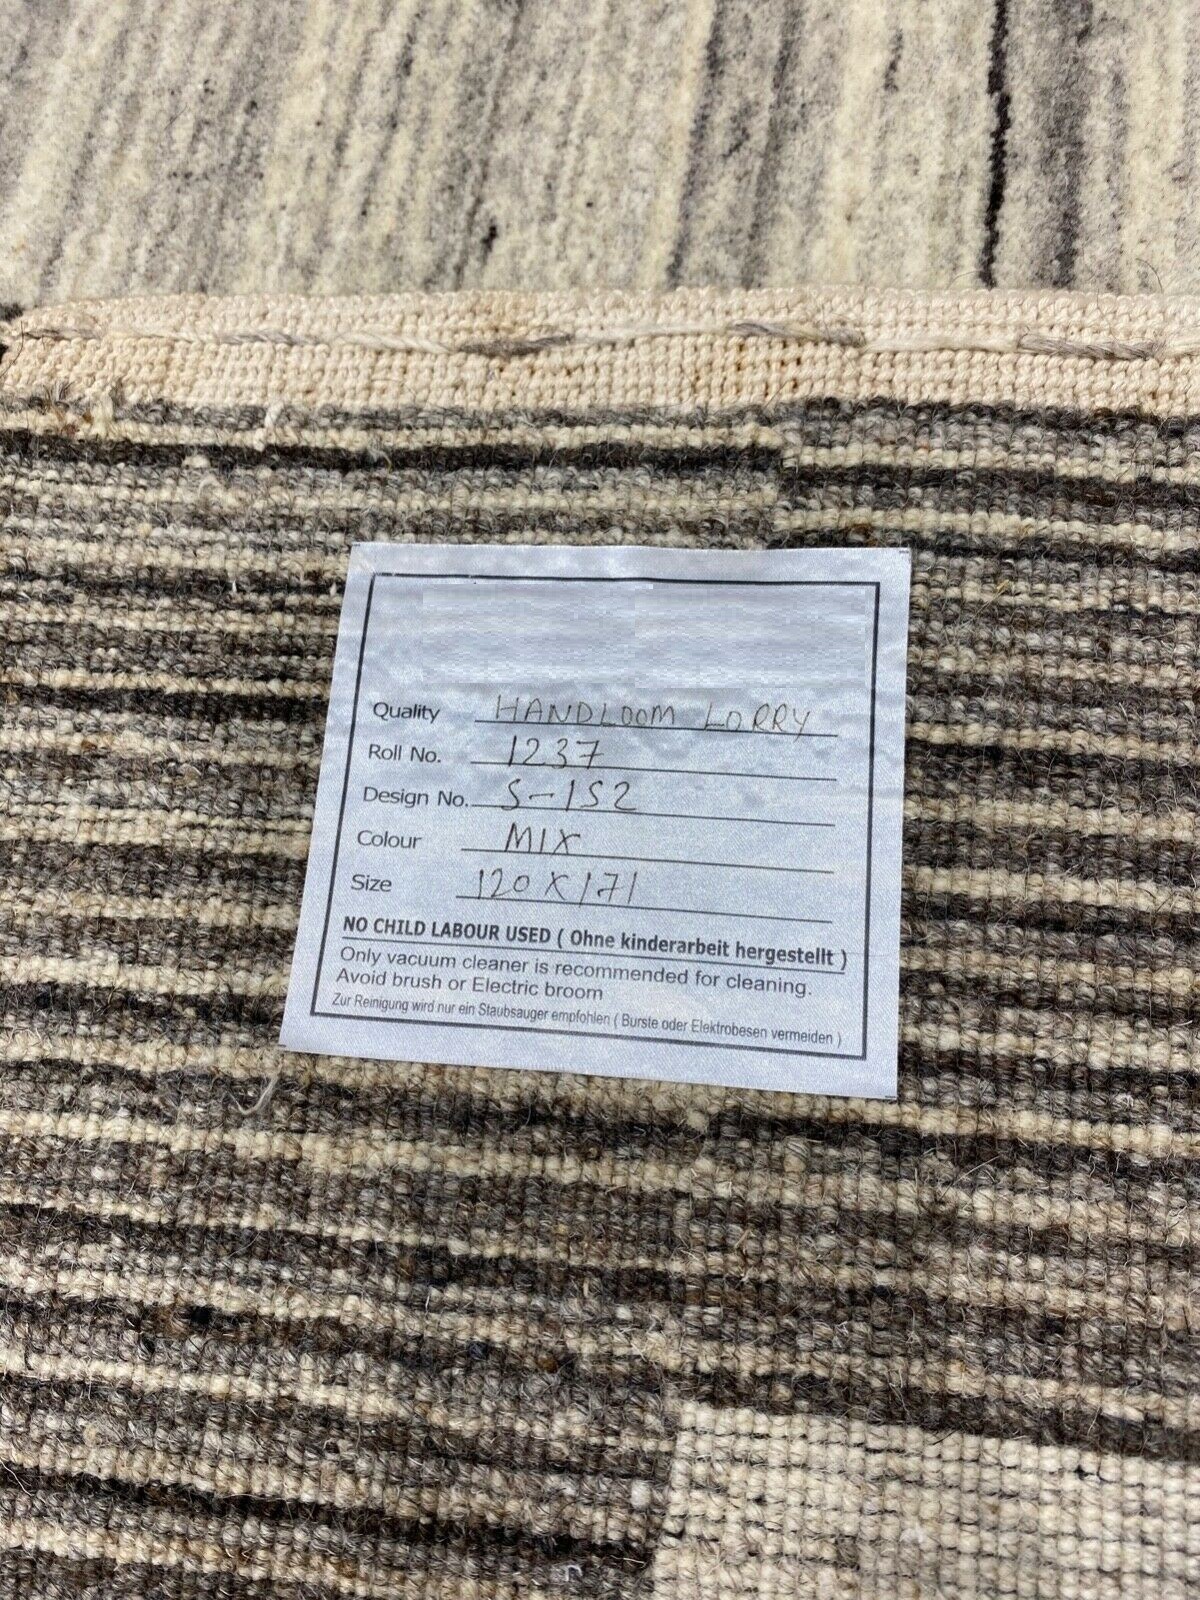 Quality HANDLOOM LORRY
Roll No. 1237
Design No. S-152
Colour MIX
Size 120 X 171
NO CHILD LABOUR USED ( Ohne kinderarbeit hergestellt )
Only vacuum cleaner is recommended for cleaning.
Avoid brush or Electric broom
Zur Reinigung wird nur ein Staubsauger empfohlen ( Burste oder Elektrobesen vermeiden )